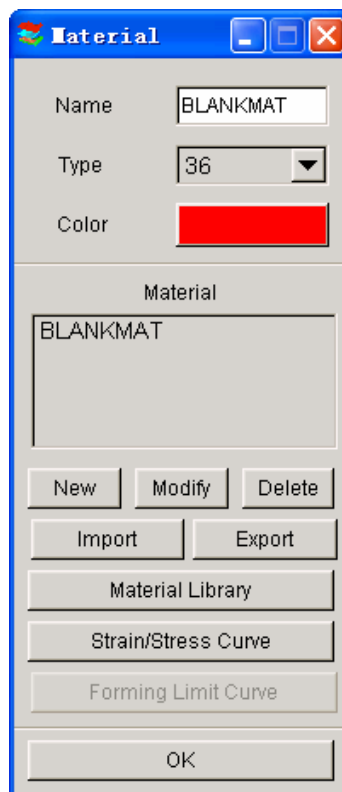 Material
Name BLANKMAT
Type 36
Color
Material
BLANKMAT
New Modify Delete
Import Export
Material Library
Strain/Stress Curve
Forming Limit Curve
OK